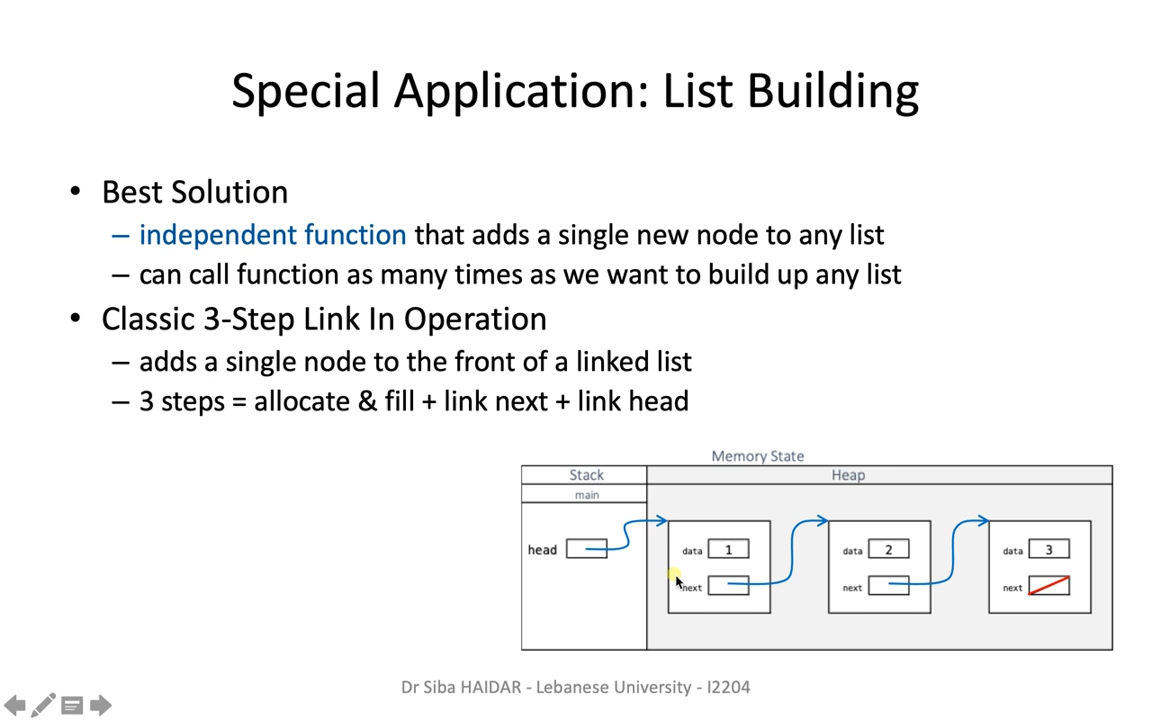 Special Application: List Building
• Best Solution
– independent function that adds a single new node to any list
– can call function as many times as we want to build up any list
• Classic 3-Step Link In Operation
– adds a single node to the front of a linked list
– 3 steps = allocate & fill + link next + link head
Memory State
Stack Heap
main
head data 1 data 2 data 3
next next next
Dr Siba HAIDAR - Lebanese University - I2204